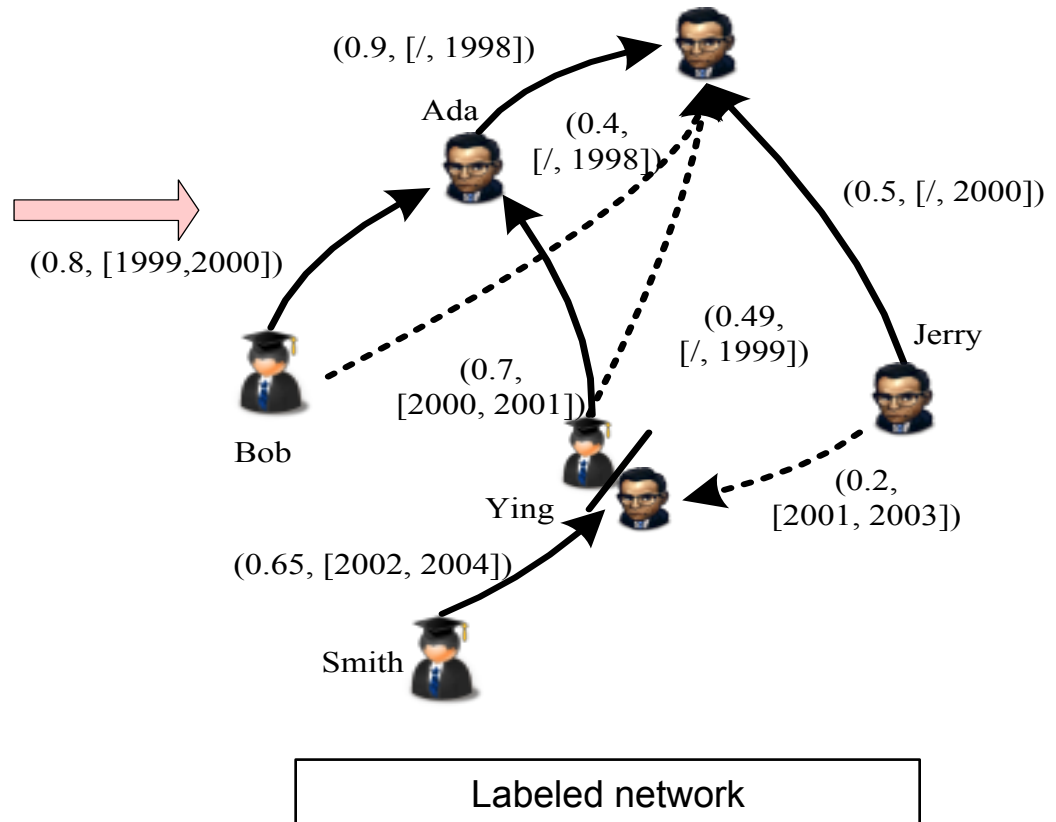 (0.9, [/, 1998])
Ada
(0.4,
[/, 1998])
(0.5, [/, 2000])
(0.8, [1999,2000])
(0.49,
[/, 1999])
Jerry
(0.7,
[2000, 2001])
Bob
Ying
(0.2,
[2001, 2003])
(0.65, [2002, 2004])
Smith
Labeled network